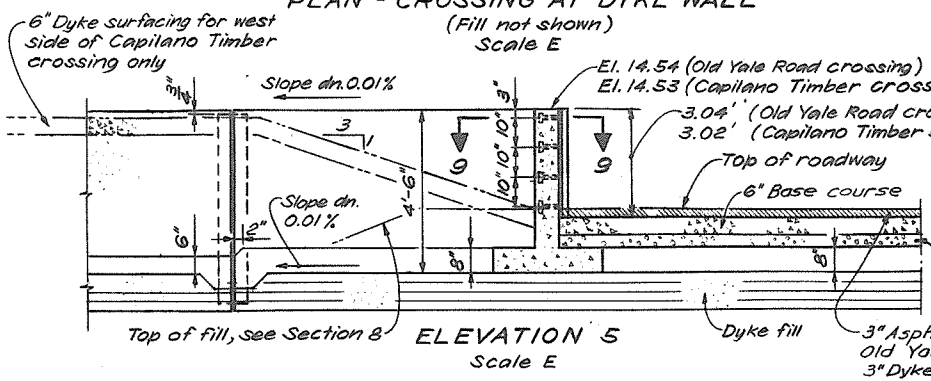 PLAN - CROSSING AT DYKE WALL
(Fill not shown)
Scale E
6" Dyke surfacing for west
side of Capilano Timber
crossing only
Slope dn. 0.01%
3"
El. 14.54 (Old Yale Road crossing)
El. 14.53 (Capilano Timber cross
3.04' (Old Yale Road cro
3.02' (Capilano Timber
3
1
10"
10"
10"
9
9
4'-6"
Top of roadway
6" Base course
Slope dn.
0.01%
2"
6"
8"
8"
Top of fill, see Section 8
ELEVATION 5
Scale E
Dyke fill
3" Asph
Old Ya
3" Dyke